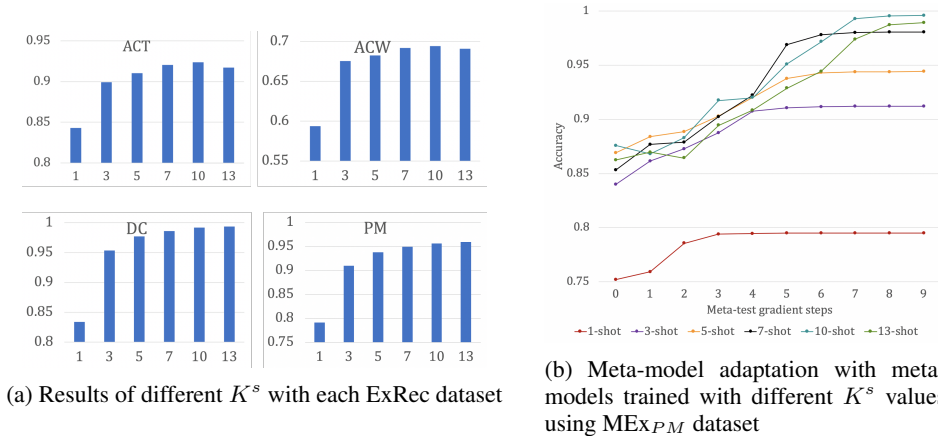 ACT
0.95
0.9
0.85
0.8
1 3 5 7 10 13
ACW
0.7
0.65
0.6
0.55
1 3 5 7 10 13
DC
1
0.95
0.9
0.85
0.8
1 3 5 7 10 13
PM
1
0.95
0.9
0.85
0.8
0.75
1 3 5 7 10 13
(a) Results of different K^s with each ExRec dataset
1
0.95
0.9
0.85
0.8
0.75
Accuracy
0 1 2 3 4 5 6 7 8 9
Meta-test gradient steps
1-shot 3-shot 5-shot 7-shot 10-shot 13-shot
(b) Meta-model adaptation with meta
models trained with different K^s value
using MEx_PM dataset